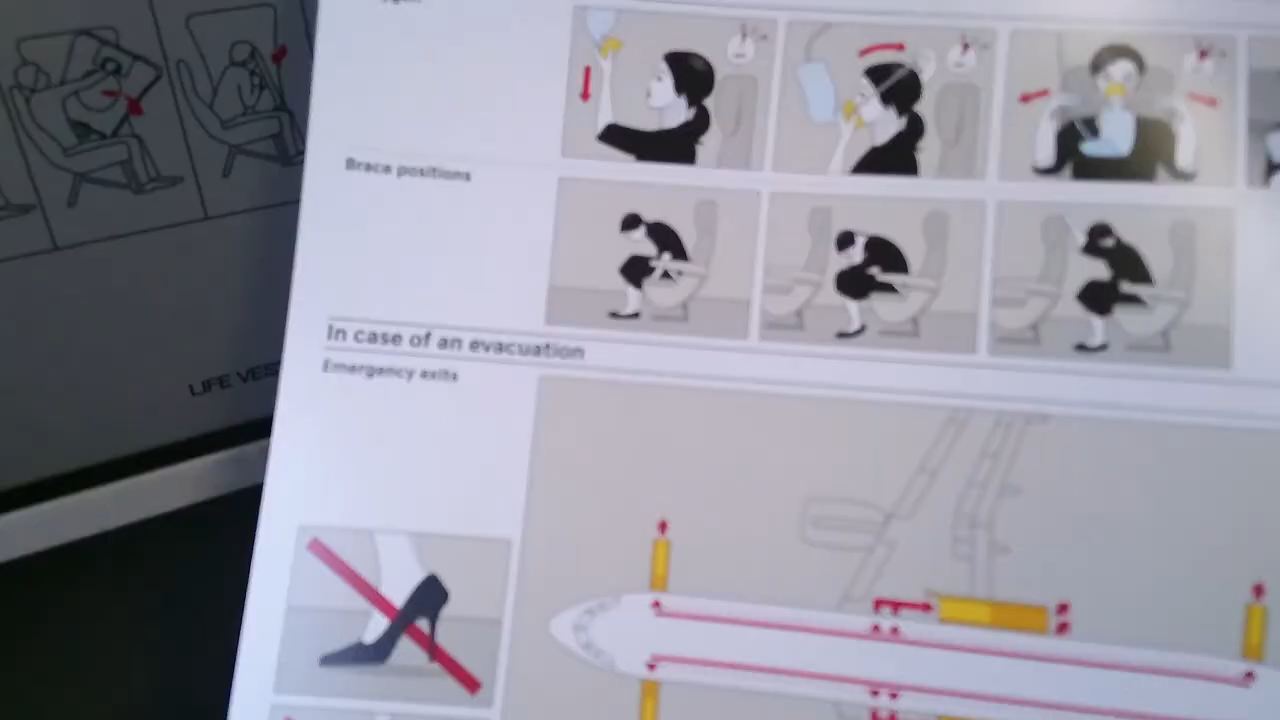 Brace positions
In case of an evacuation
Emergency exits
LIFE VES